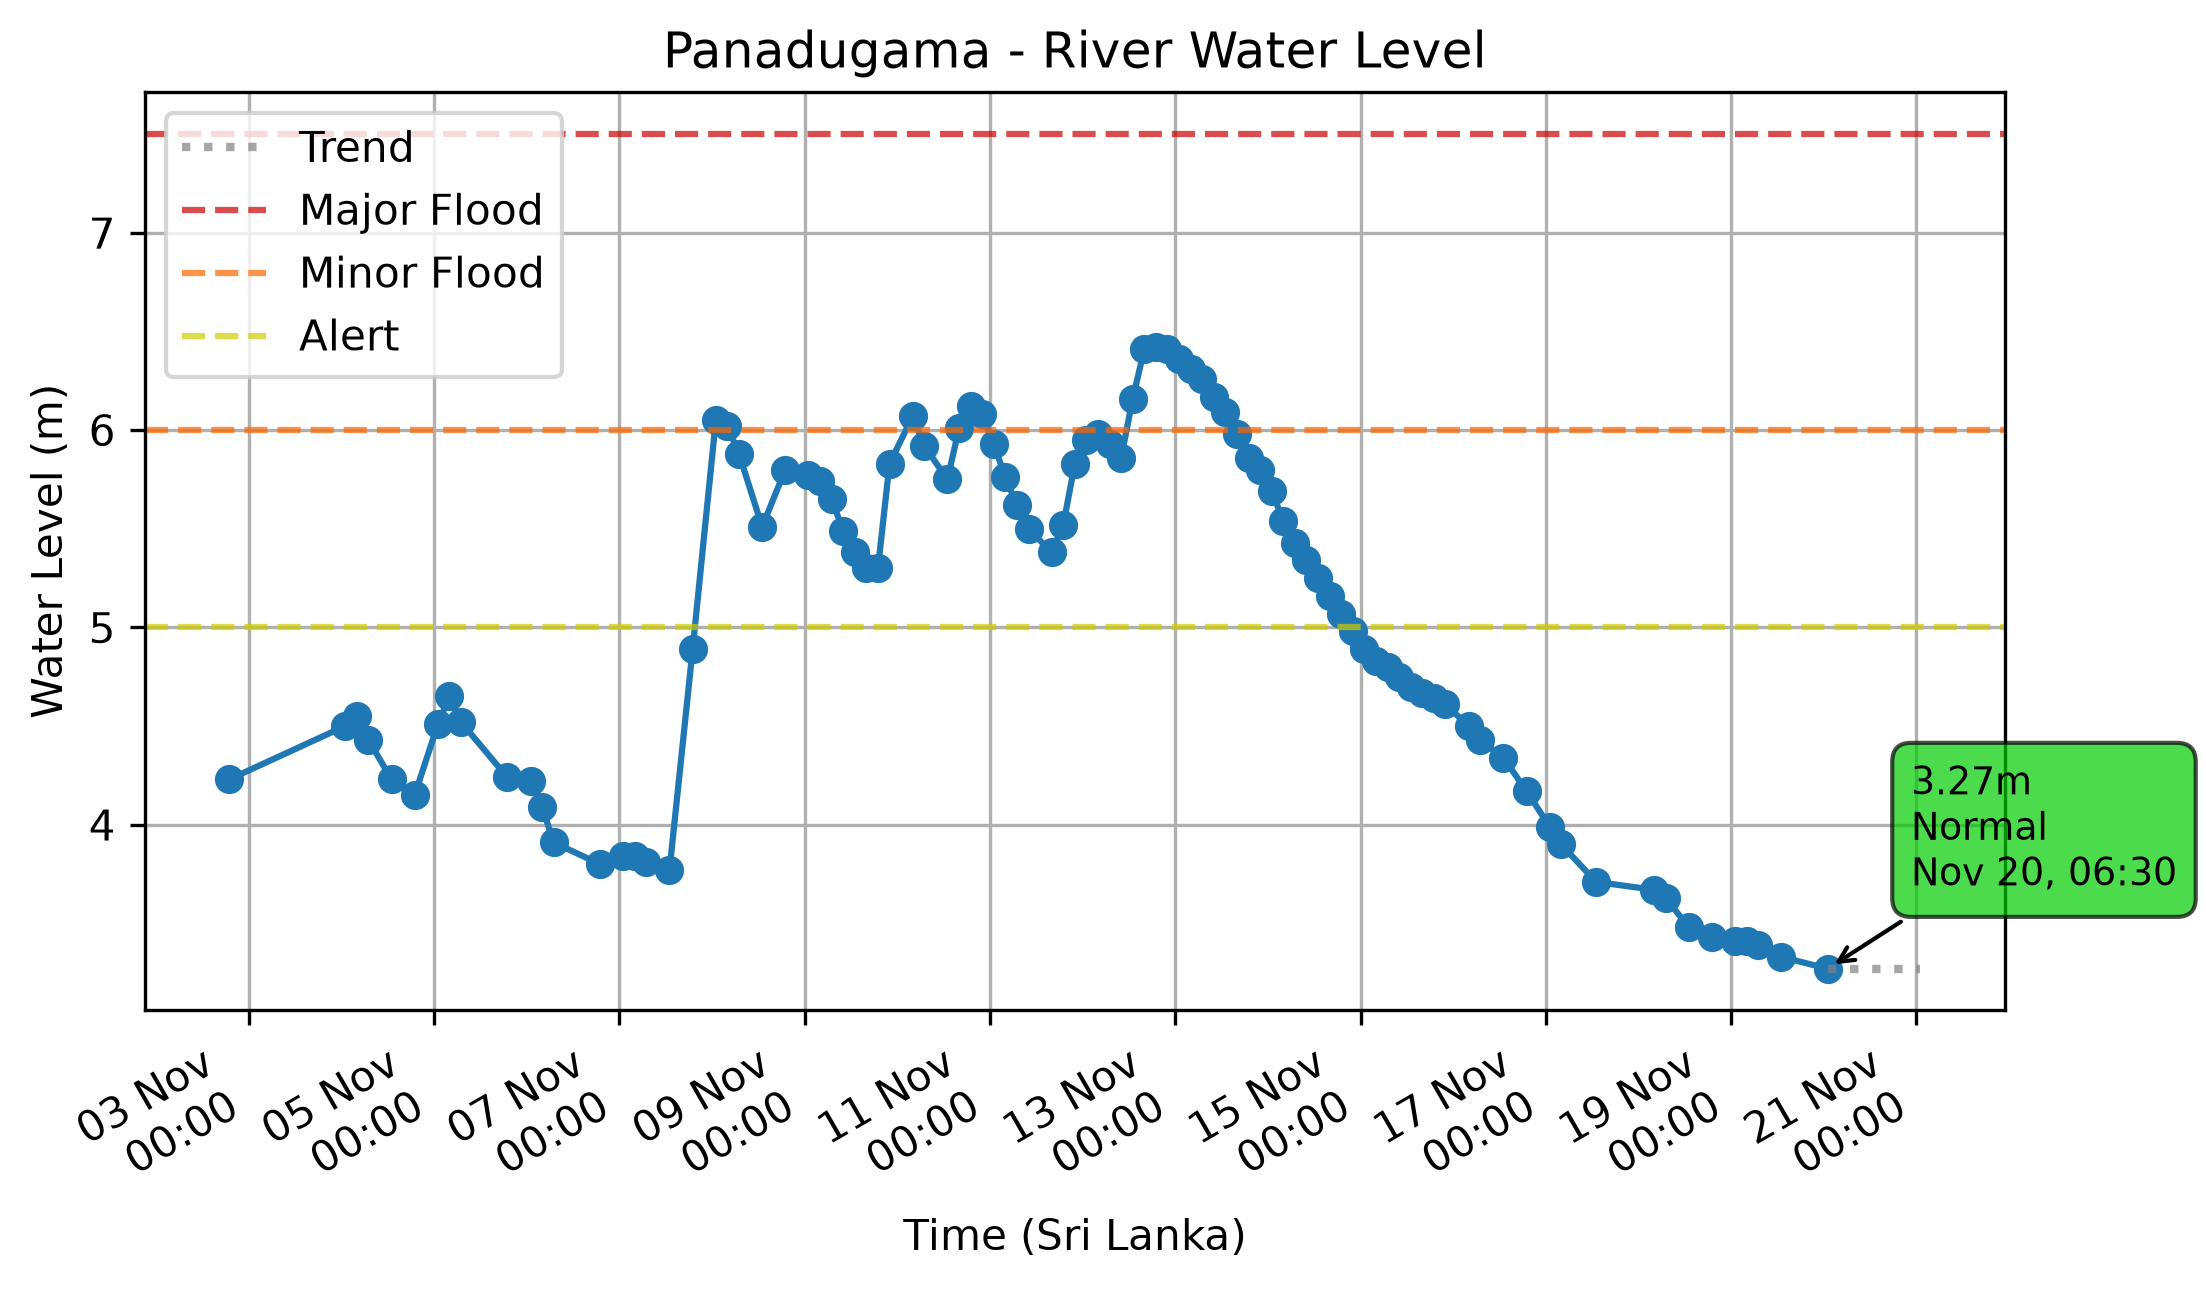 Panadugama - River Water Level
Trend
Major Flood
Minor Flood
Alert
Water Level (m)
7
6
5
4
3.27m
Normal
Nov 20, 06:30
03 Nov
00:00
05 Nov
00:00
07 Nov
00:00
09 Nov
00:00
11 Nov
00:00
13 Nov
00:00
15 Nov
00:00
17 Nov
00:00
19 Nov
00:00
21 Nov
00:00
Time (Sri Lanka)